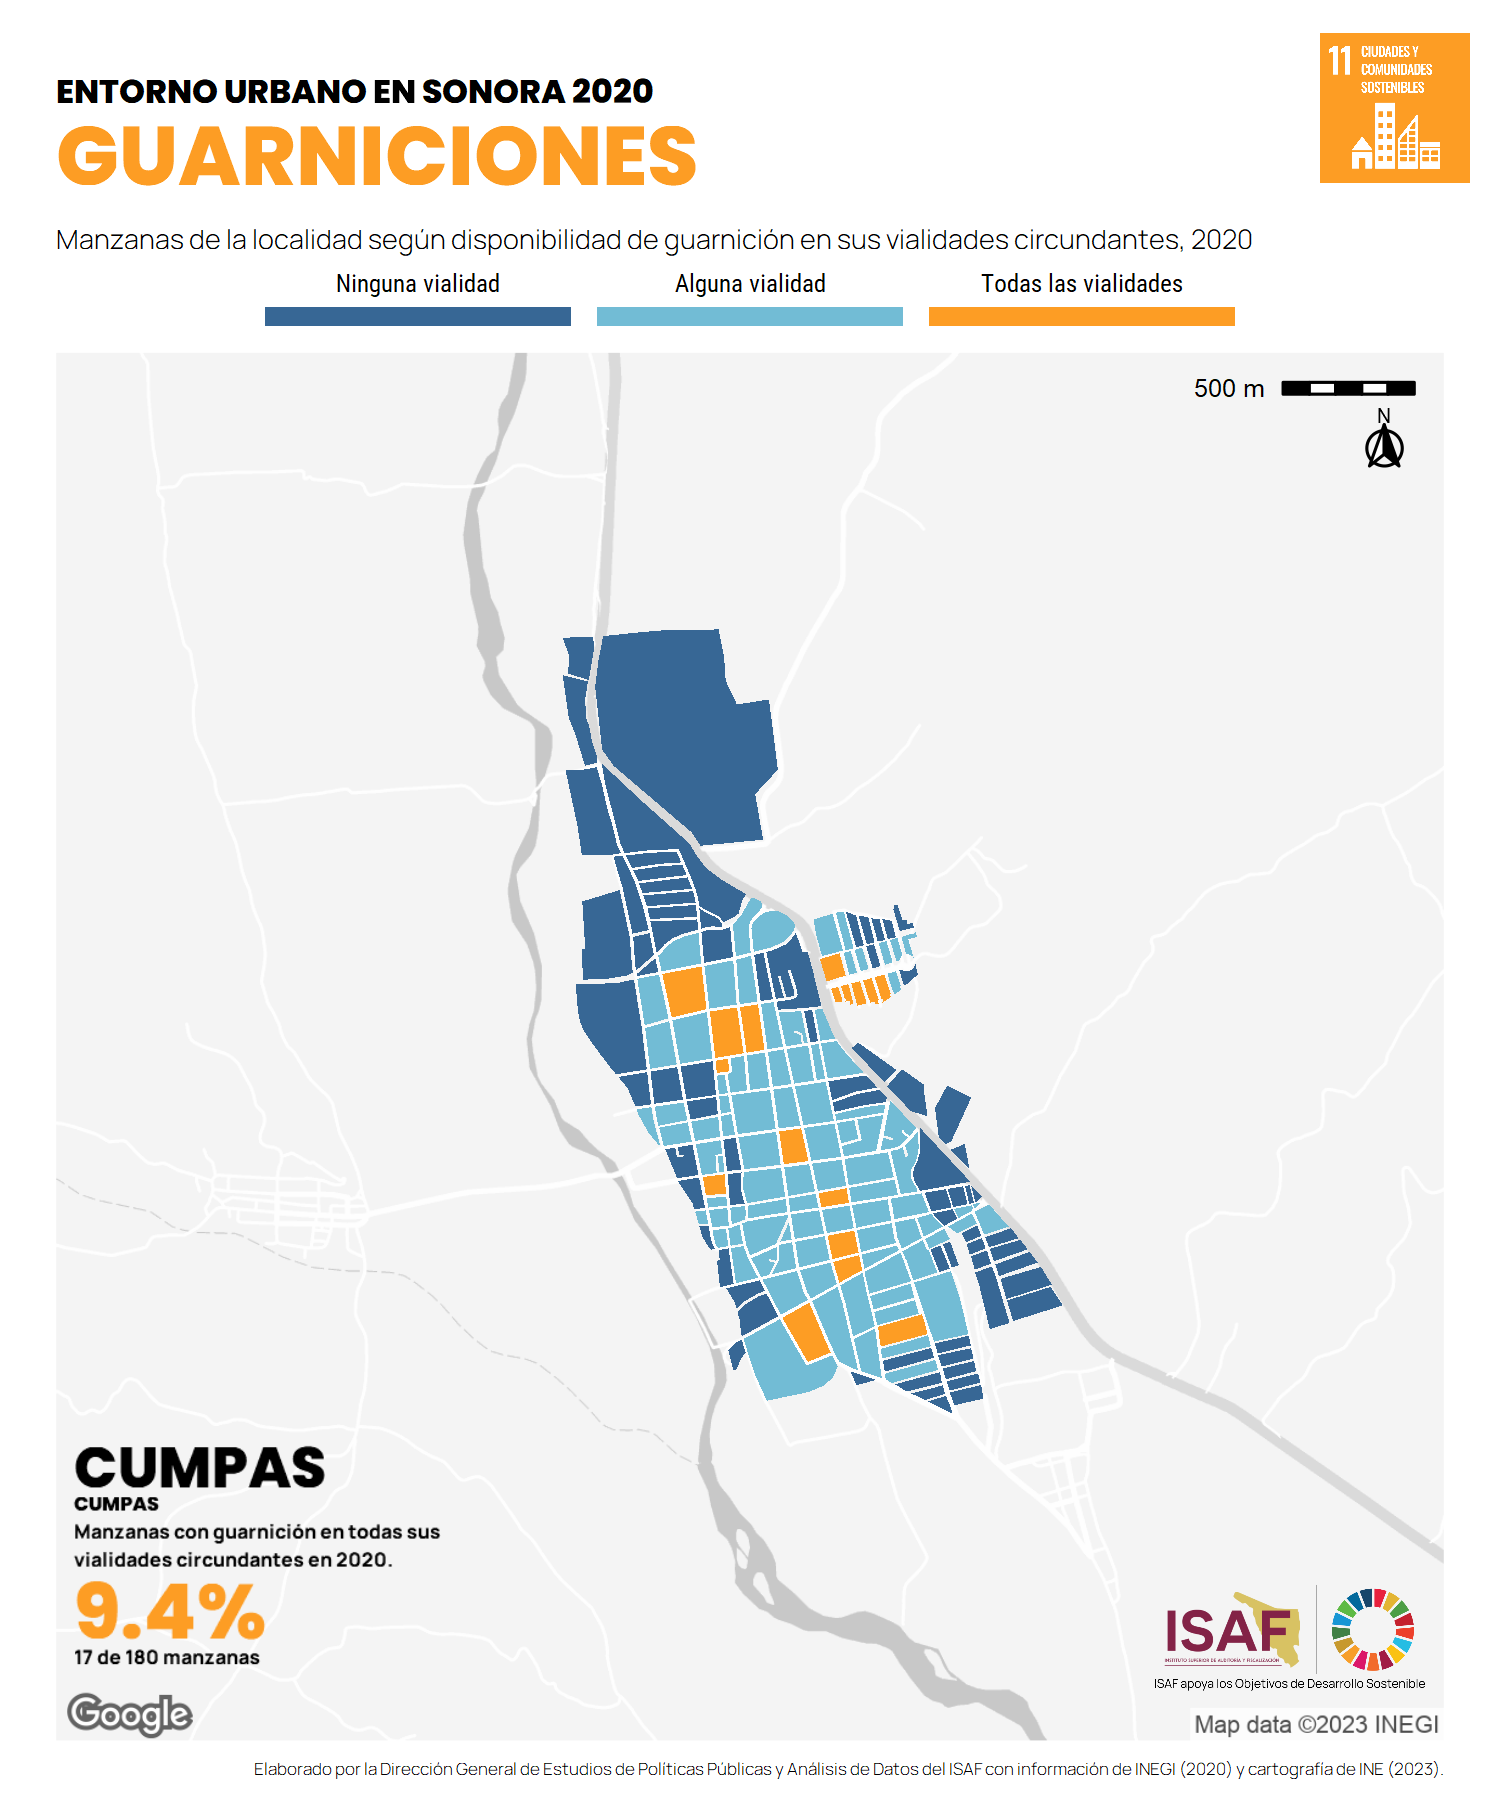 11 CIUDADES Y
COMUNIDADES
SOSTENIBLES
ENTORNO URBANO EN SONORA 2020
GUARNICIONES
Manzanas de la localidad según disponibilidad de guarnición en sus vialidades circundantes, 2020
Ninguna vialidad Alguna vialidad Todas las vialidades
500 m
N
CUMPAS
CUMPAS
Manzanas con guarnición en todas sus
vialidades circundantes en 2020.
9.4%
17 de 180 manzanas
ISAF
INSTITUTO SUPERIOR DE AUDITORÍA Y FISCALIZACIÓN
ISAF apoya los Objetivos de Desarrollo Sostenible
Google
Map data ©2023 INEGI
Elaborado por la Dirección General de Estudios de Políticas Públicas y Análisis de Datos del ISAF con información de INEGI (2020) y cartografía de INE (2023).